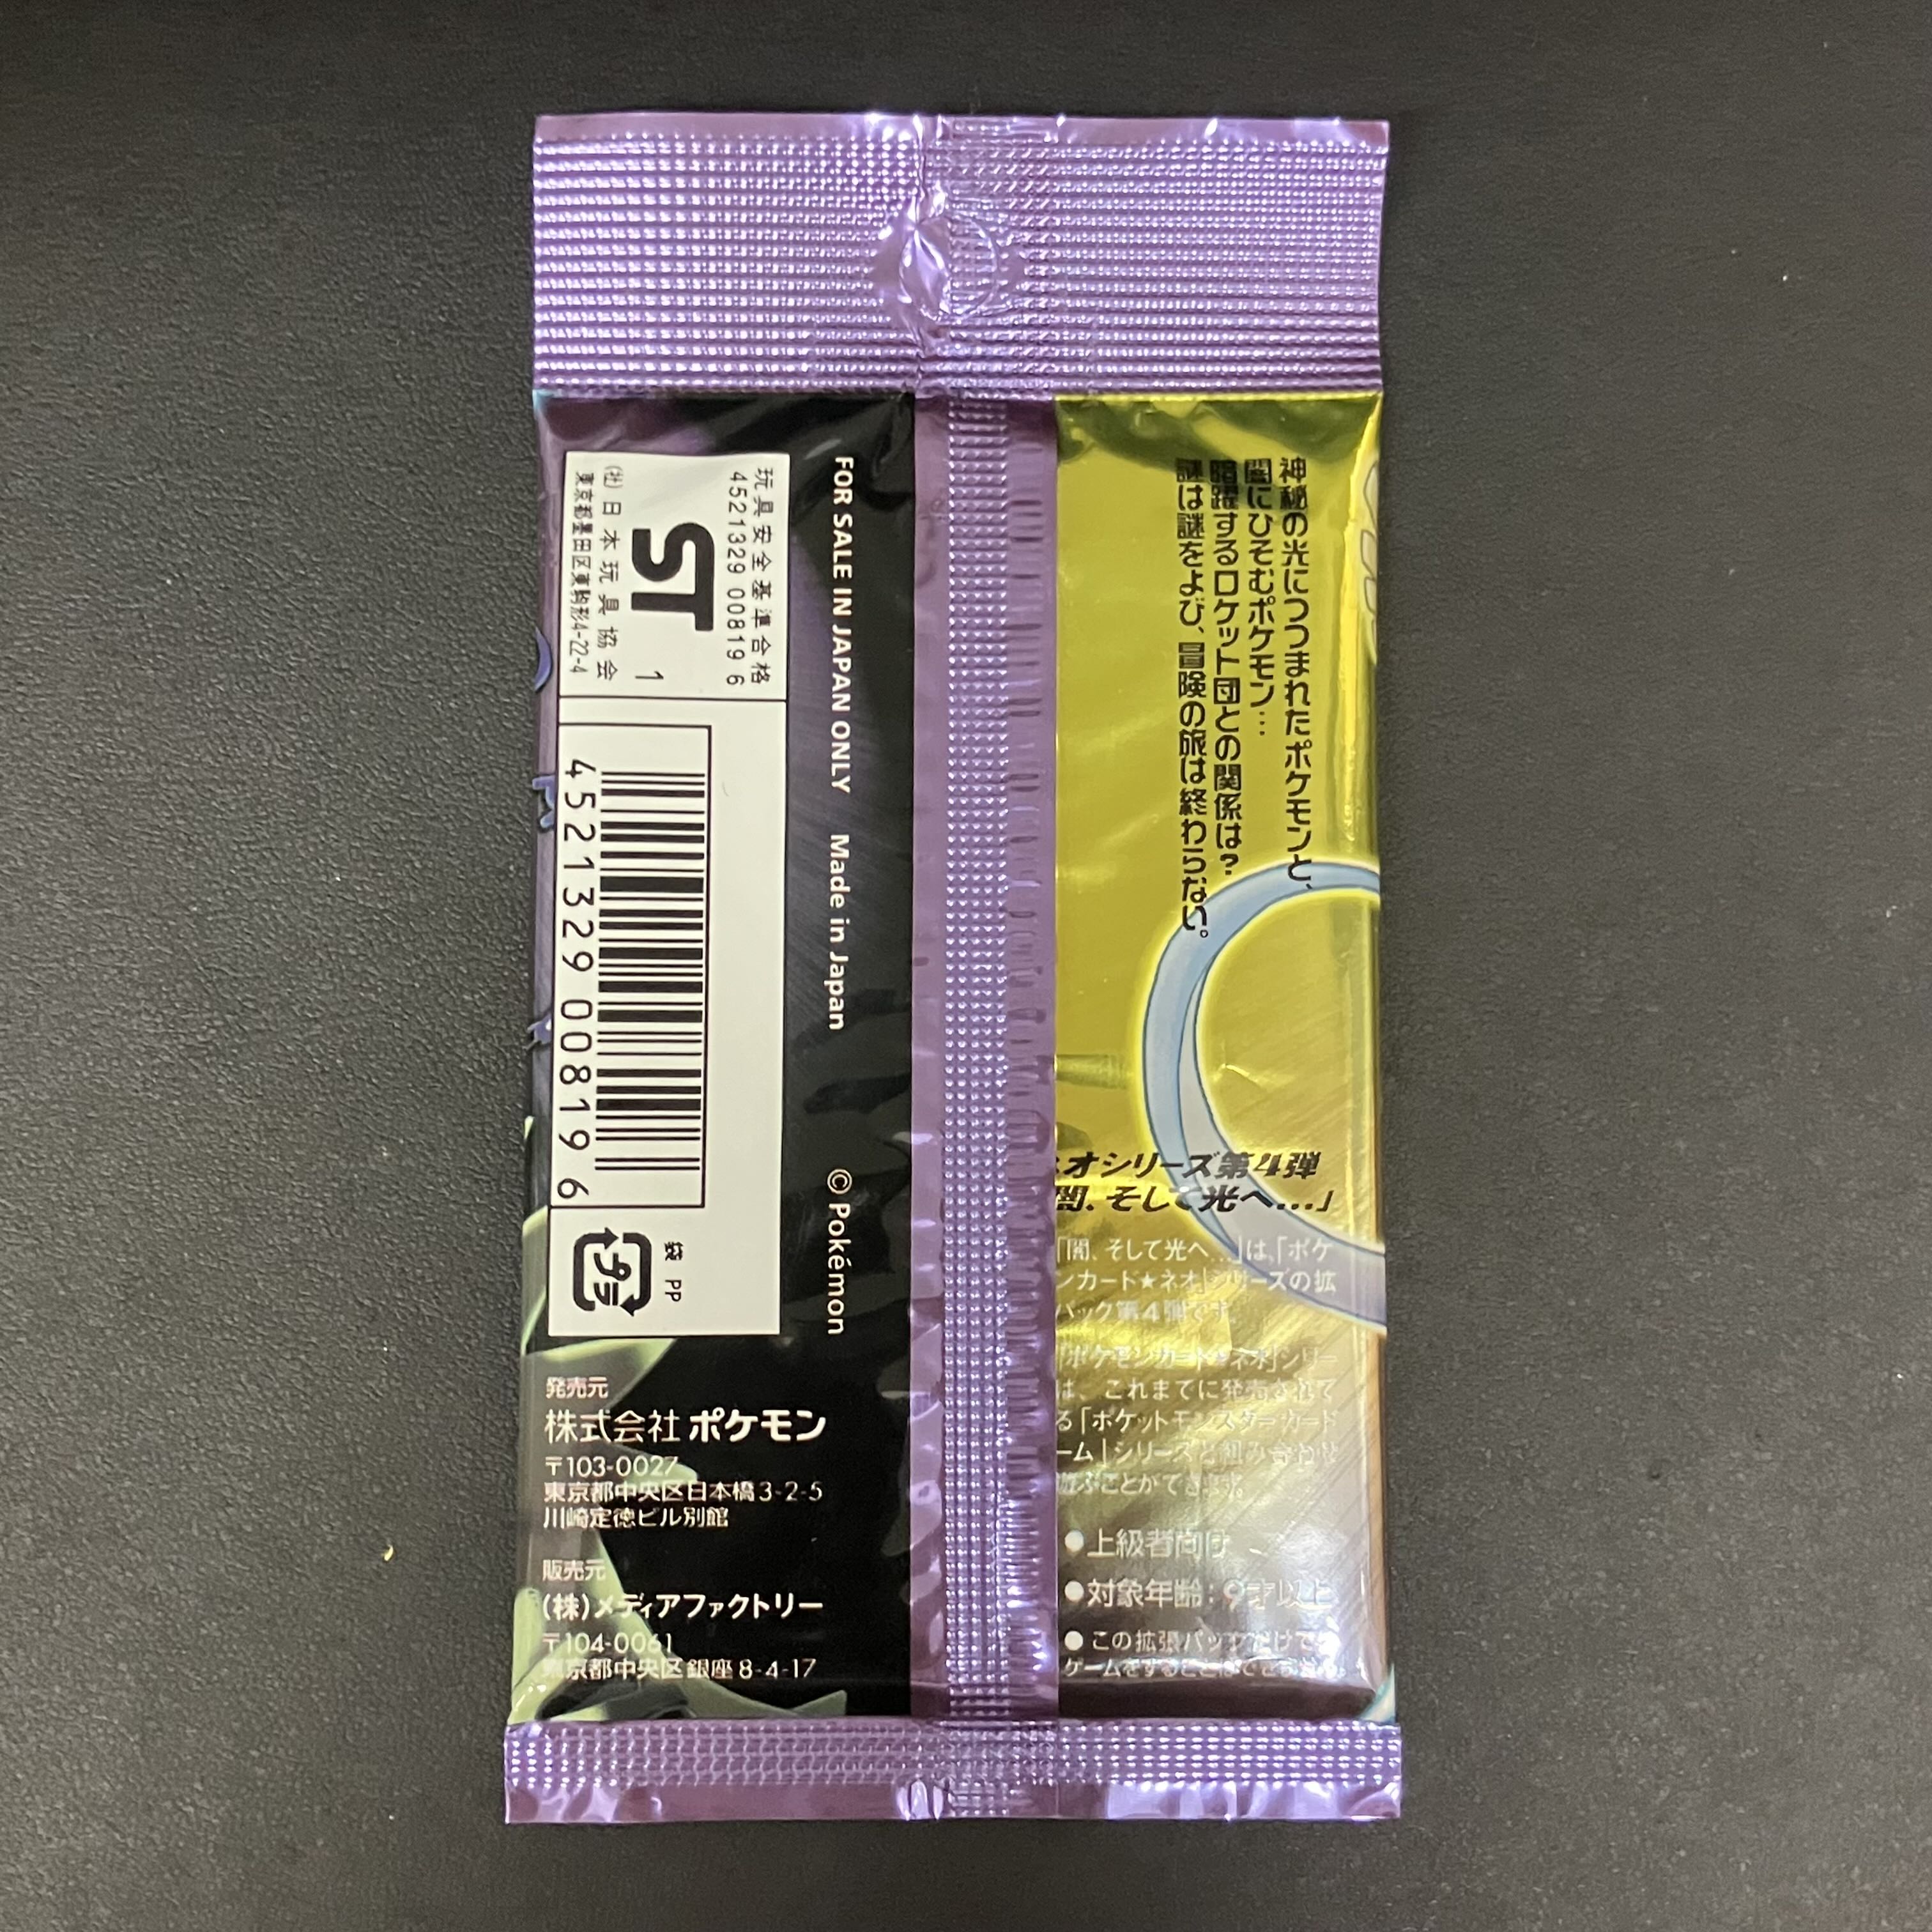 玩具安全基準合格
4521329 00819 6
ST
1
(社)日本玩具協会
東京都墨田区東駒形4-22-4
4521329 00819 6
袋 PP
プラ
FOR SALE IN JAPAN ONLY Made in Japan ©Pokémon
発売元
株式会社 ポケモン
〒103-0027
東京都中央区日本橋3-2-5
川崎定徳ビル別館
販売元
(株)メディアファクトリー
〒104-0061
東京都中央区銀座8-4-17
神秘の光につつまれたポケモンと、
闇にひそむポケモン…
暗躍するロケット団との関係は?
謎は謎をよび、冒険の旅は終わらない。
オシリーズ第4弾
闇、そして光へ…」
「闇、そして光へ…」は、「ポケ
ンカード★ネオ」シリーズの拡
パック第4弾です。
「ポケモンカード★ネオ」シリー
は、これまでに発売されて
る「ポケットモンスターカード
ーム」シリーズと組み合わせ
遊ぶことができます。
●上級者向け
●対象年齢:9才以上
●この拡張パックだけで
ゲームをすることはできません